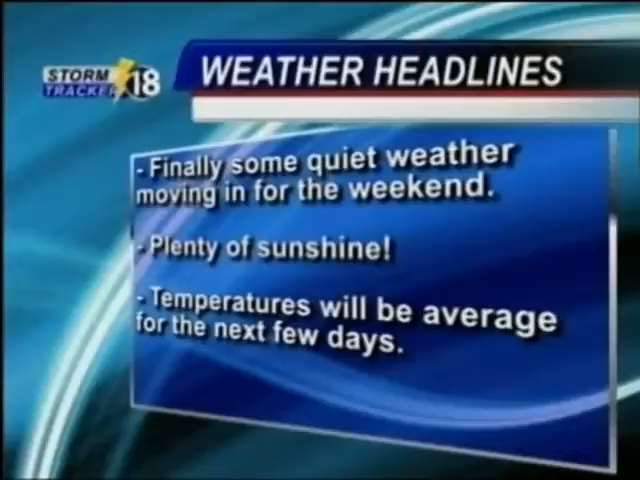 STORM
TRACKER 18
WEATHER HEADLINES
- Finally some quiet weather
moving in for the weekend.
- Plenty of sunshine!
- Temperatures will be average
for the next few days.